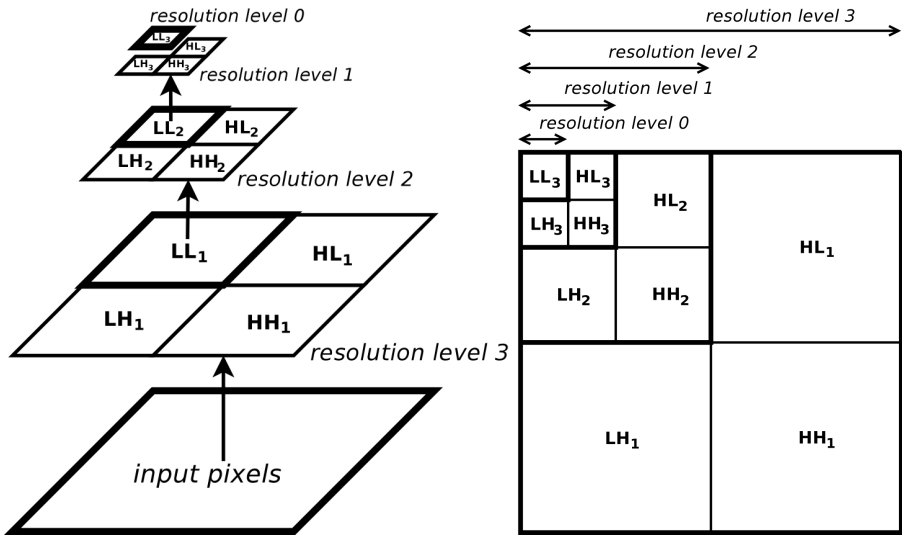 resolution level 0
LL3
HL3
LH3 HH3
resolution level 1
LL2 HL2
LH2 HH2
resolution level 2
LL1 HL1
LH1 HH1
resolution level 3
input pixels
resolution level 3
resolution level 2
resolution level 1
resolution level 0
LL3 HL3
LH3 HH3
HL2
LH2 HH2
HL1
LH1 HH1